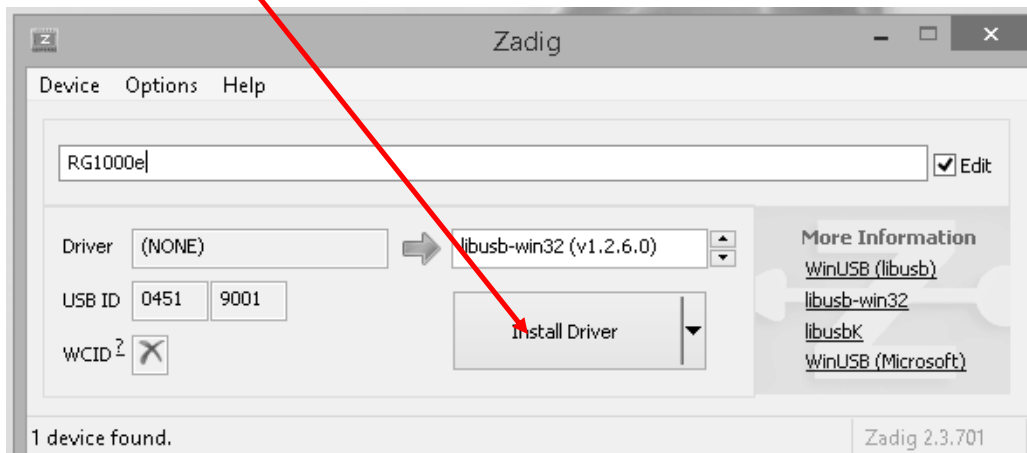 Zadig
Device Options Help
RG1000e
Edit
Driver (NONE) libusb-win32 (v1.2.6.0)
USB ID 0451 9001
WCID ?
Install Driver
More Information
WinUSB (libusb)
libusb-win32
libusbK
WinUSB (Microsoft)
1 device found.
Zadig 2.3.701